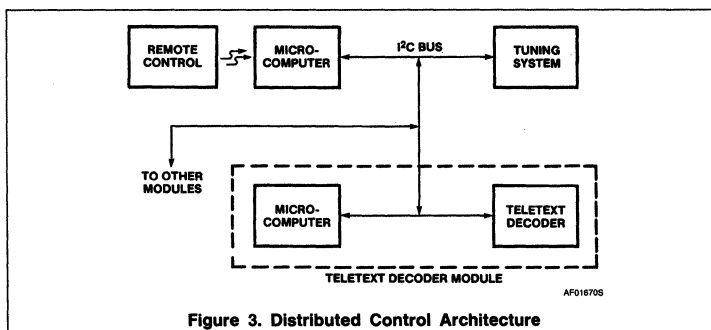 REMOTE
CONTROL
MICRO-
COMPUTER
I²C BUS
TUNING
SYSTEM
TO OTHER
MODULES
MICRO-
COMPUTER
TELETEXT
DECODER
TELETEXT DECODER MODULE
AF01670S
Figure 3. Distributed Control Architecture